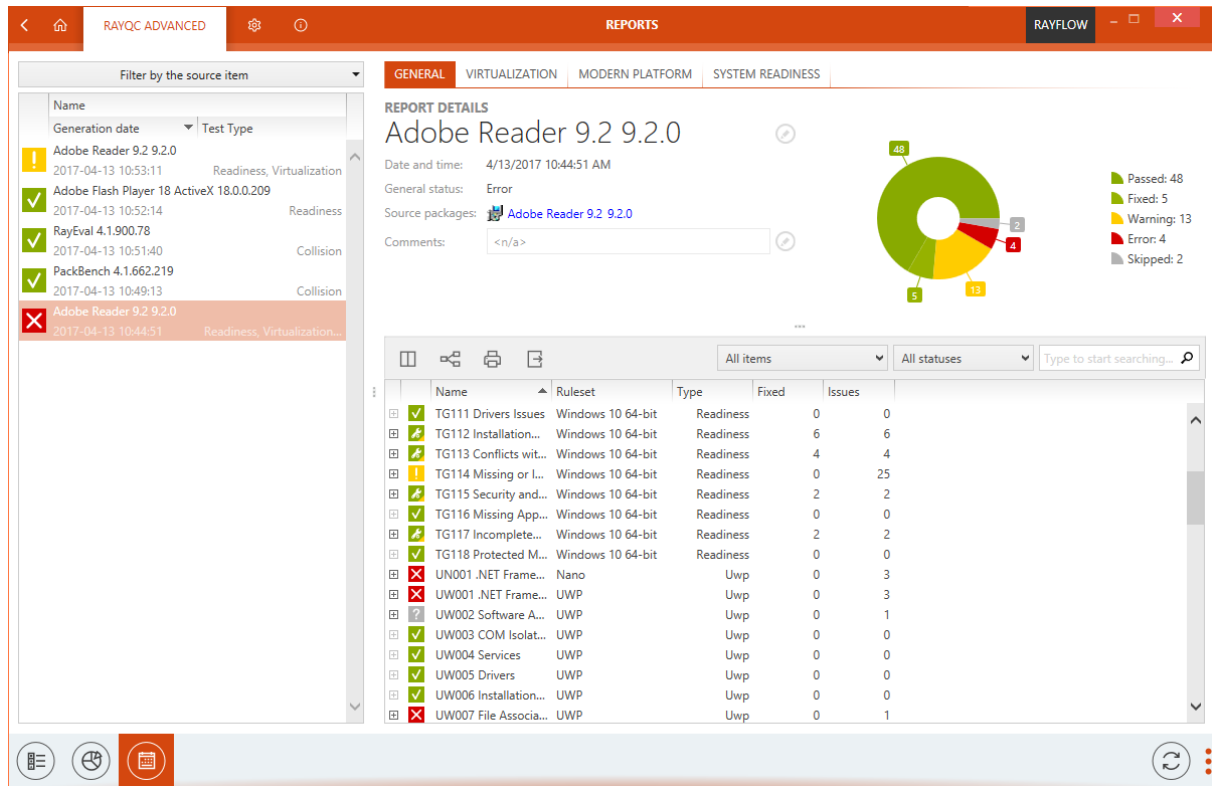 RAYQC ADVANCED
REPORTS
RAYFLOW
Filter by the source item
Name
Generation date Test Type
Adobe Reader 9.2 9.2.0
2017-04-13 10:53:11 Readiness, Virtualization
Adobe Flash Player 18 ActiveX 18.0.0.209
2017-04-13 10:52:14 Readiness
RayEval 4.1.900.78
2017-04-13 10:51:40 Collision
PackBench 4.1.662.219
2017-04-13 10:49:13 Collision
Adobe Reader 9.2 9.2.0
2017-04-13 10:44:51 Readiness, Virtualization...
GENERAL VIRTUALIZATION MODERN PLATFORM SYSTEM READINESS
REPORT DETAILS
Adobe Reader 9.2 9.2.0
Date and time: 4/13/2017 10:44:51 AM
General status: Error
Source packages: Adobe Reader 9.2 9.2.0
Comments: <n/a>
48
2
4
13
5
Passed: 48
Fixed: 5
Warning: 13
Error: 4
Skipped: 2
All items All statuses Type to start searching...
Name Ruleset Type Fixed Issues
TG111 Drivers Issues Windows 10 64-bit Readiness 0 0
TG112 Installation... Windows 10 64-bit Readiness 6 6
TG113 Conflicts wit... Windows 10 64-bit Readiness 4 4
TG114 Missing or I... Windows 10 64-bit Readiness 0 25
TG115 Security and... Windows 10 64-bit Readiness 2 2
TG116 Missing App... Windows 10 64-bit Readiness 0 0
TG117 Incomplete... Windows 10 64-bit Readiness 2 2
TG118 Protected M... Windows 10 64-bit Readiness 0 0
UN001 .NET Frame... Nano Uwp 0 3
UW001 .NET Frame... UWP Uwp 0 3
UW002 Software A... UWP Uwp 0 1
UW003 COM Isolat... UWP Uwp 0 0
UW004 Services UWP Uwp 0 0
UW005 Drivers UWP Uwp 0 0
UW006 Installation... UWP Uwp 0 0
UW007 File Associa... UWP Uwp 0 1